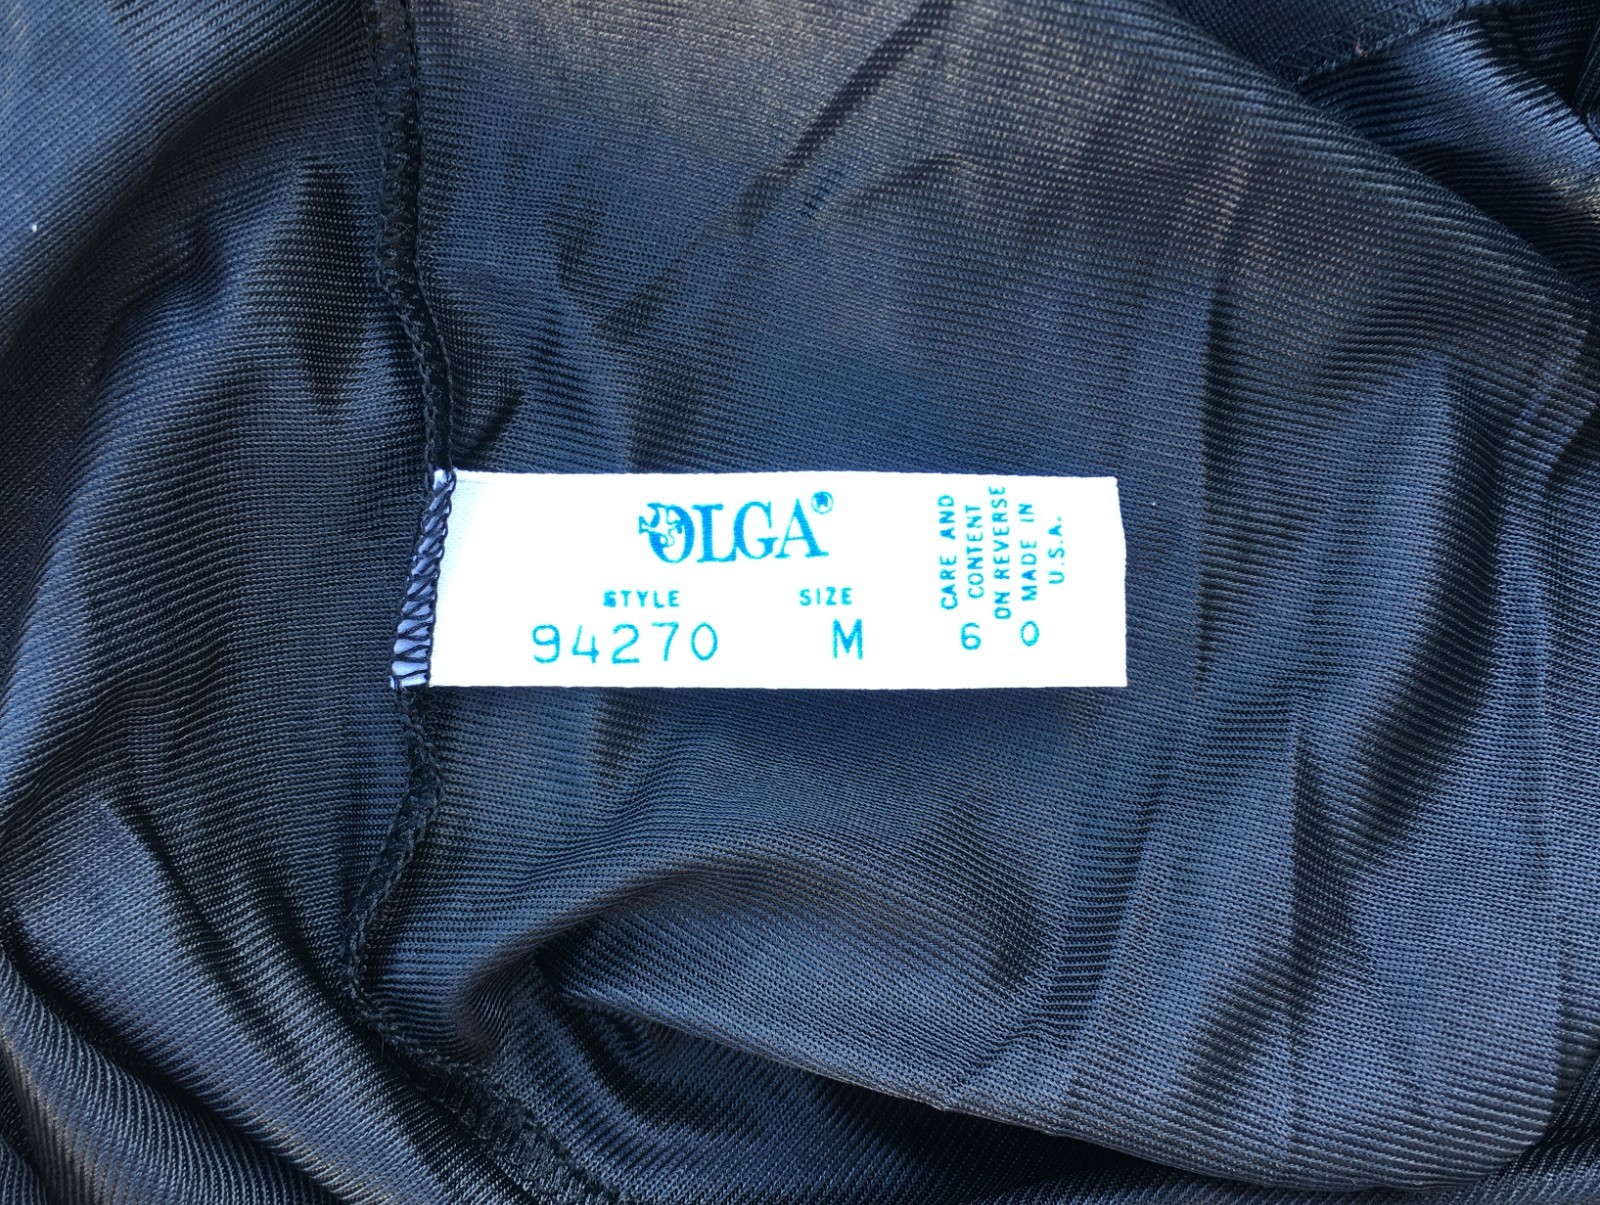 OLGA®
STYLE SIZE
94270 M 6 0
CARE AND
CONTENT
ON REVERSE
MADE IN
U.S.A.